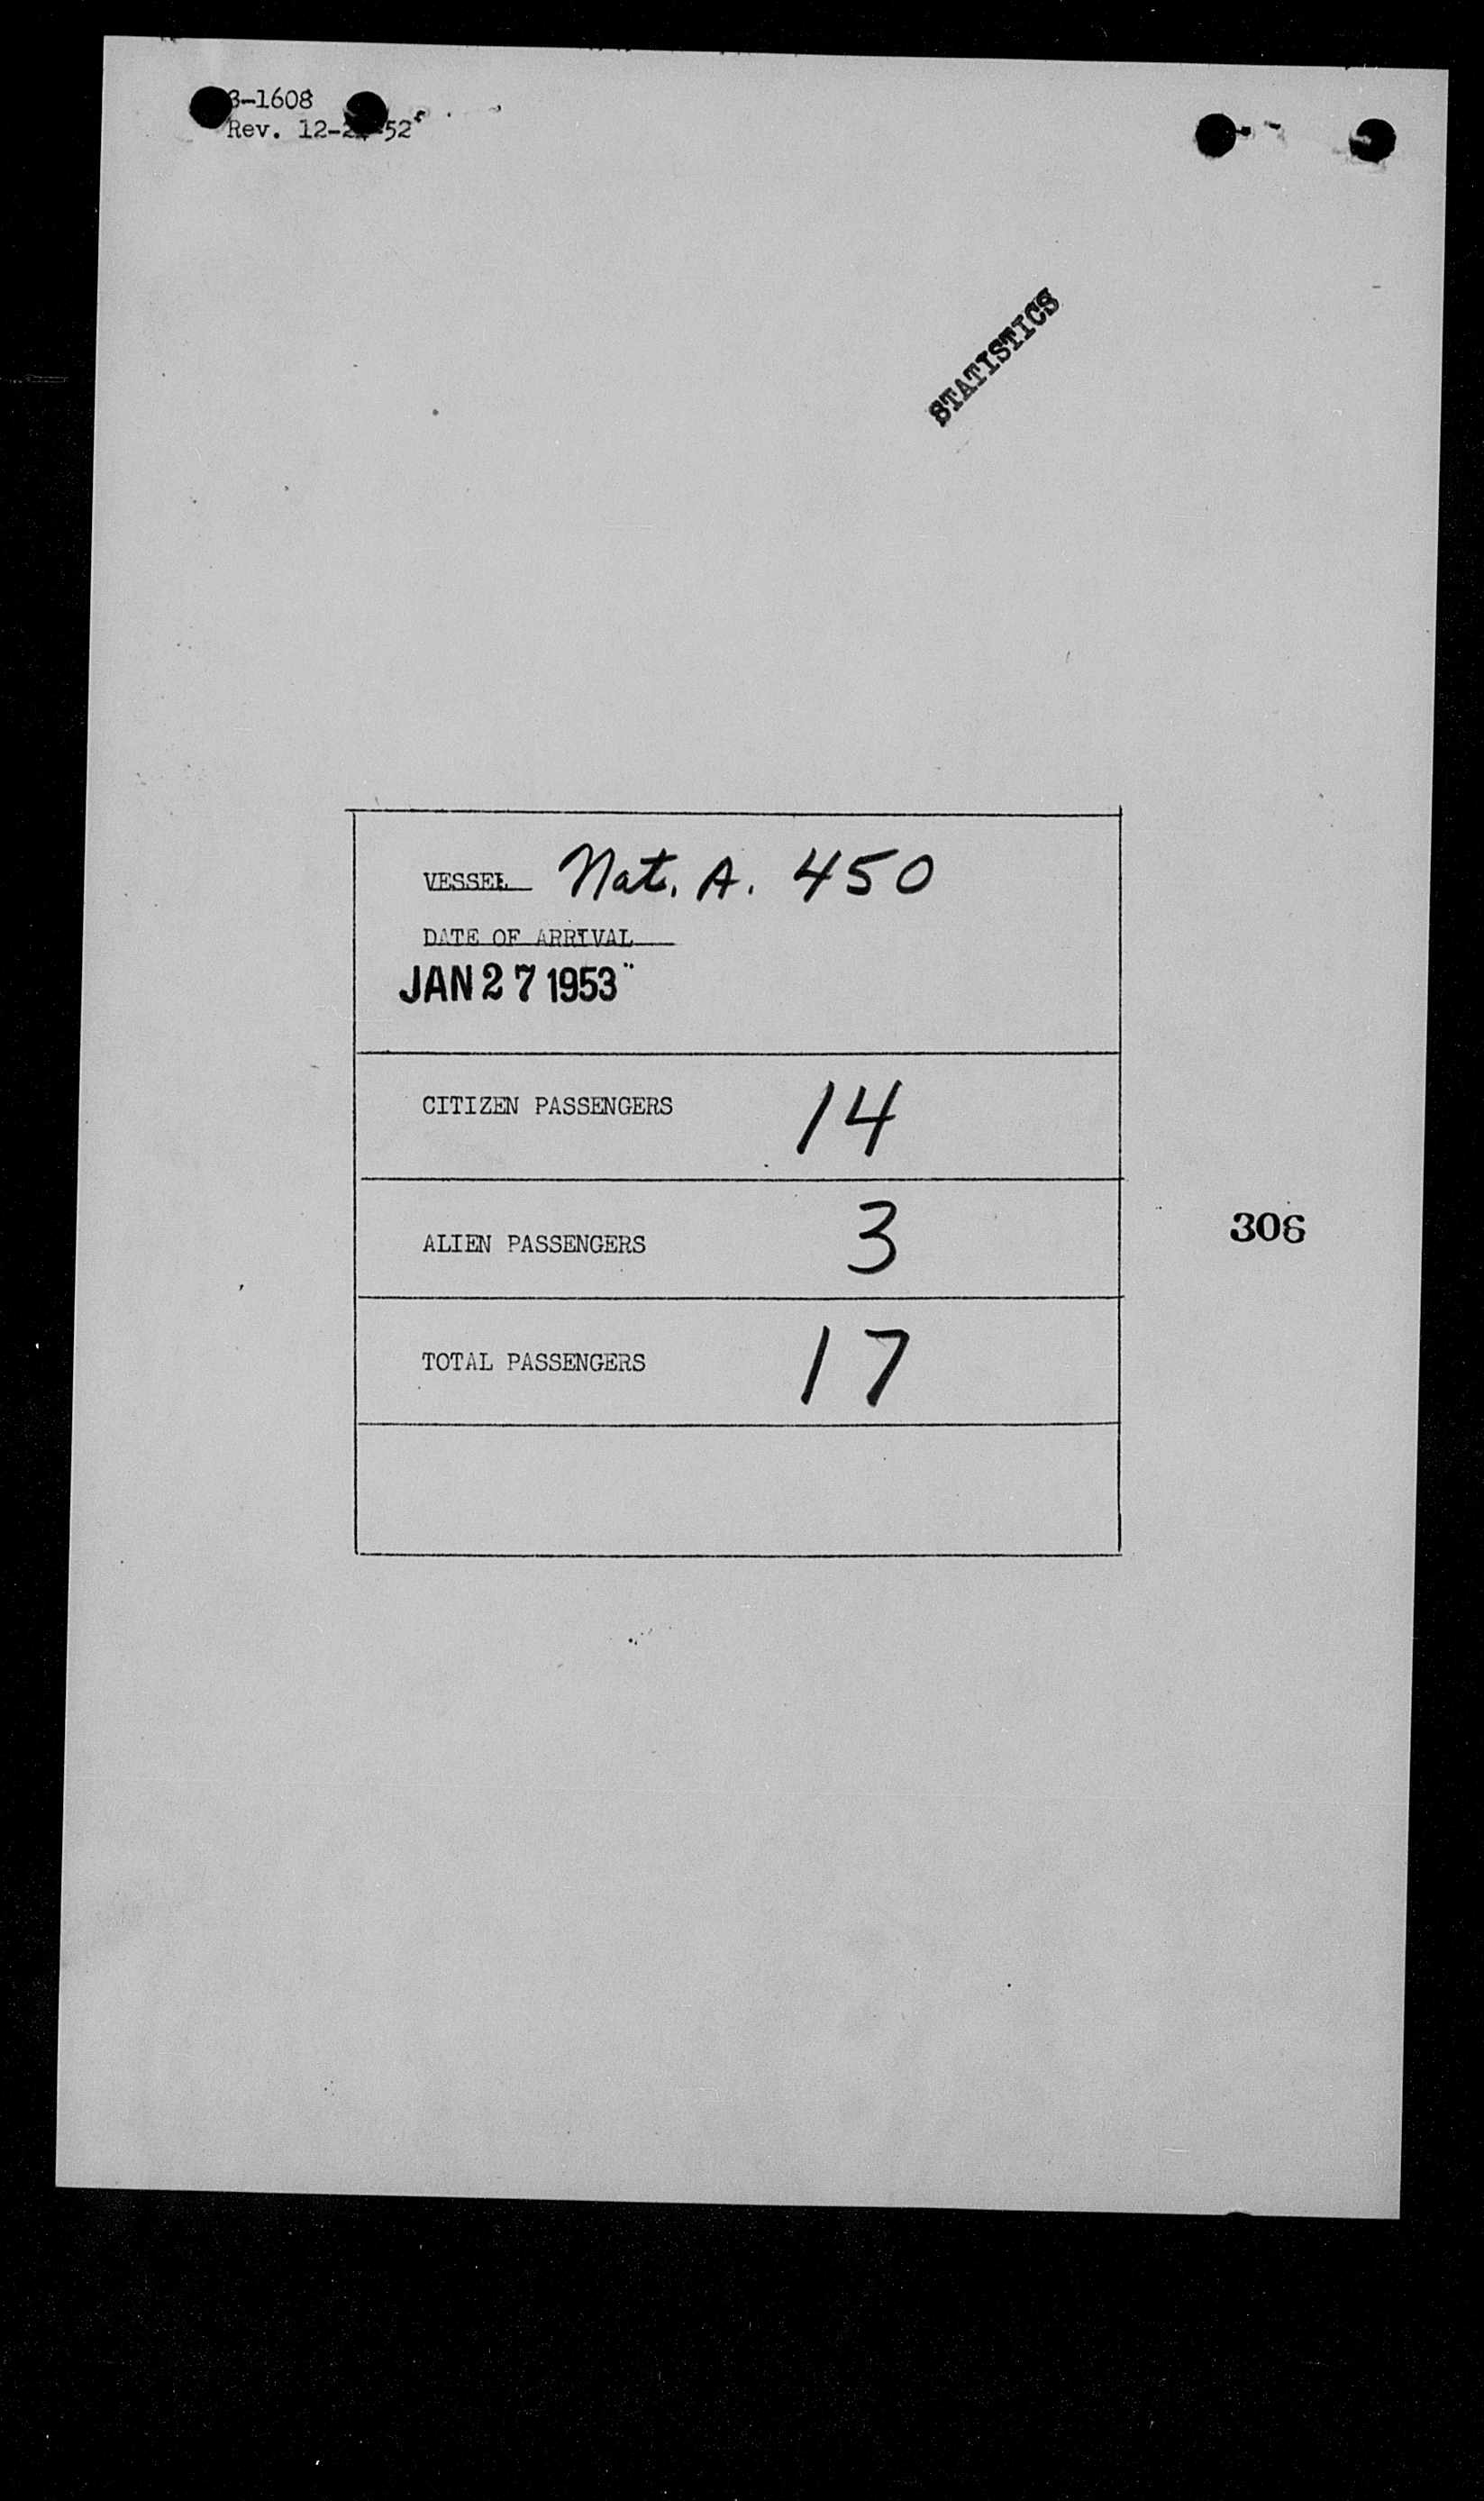 3-1608
Rev. 12-22-52
STATISTICS
VESSEL Nat. A. 450
DATE OF ARRIVAL
JAN 27 1953
CITIZEN PASSENGERS 14
ALIEN PASSENGERS 3
306
TOTAL PASSENGERS 17